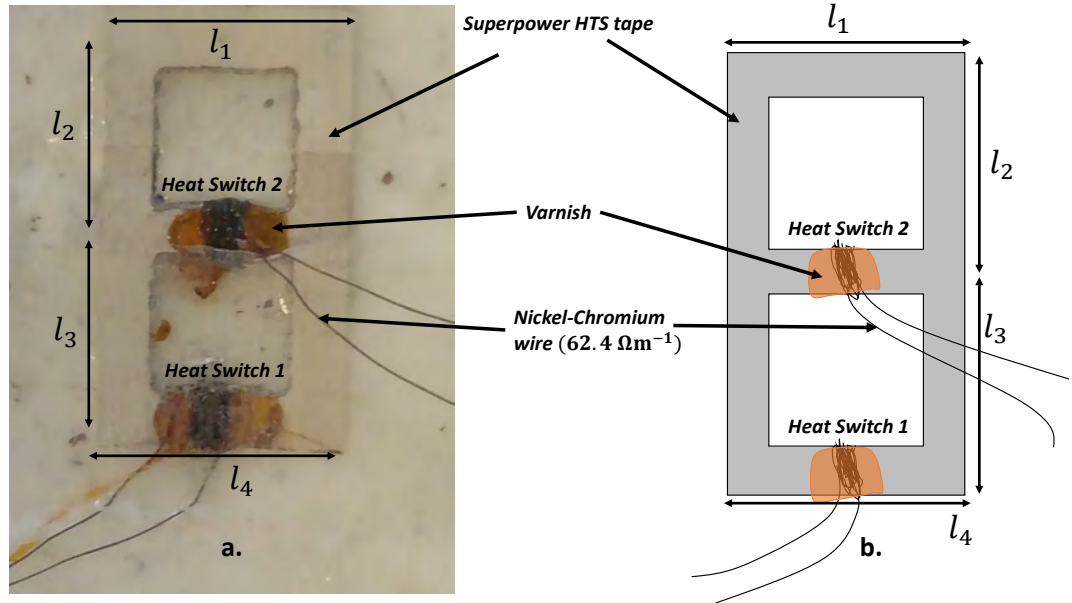 l₁
l₂
Heat Switch 2
l₃
Heat Switch 1
l₄
a.
Superpower HTS tape
Varnish
Nickel-Chromium
wire (62.4 Ωm⁻¹)
l₁
l₂
Heat Switch 2
l₃
Heat Switch 1
l₄
b.